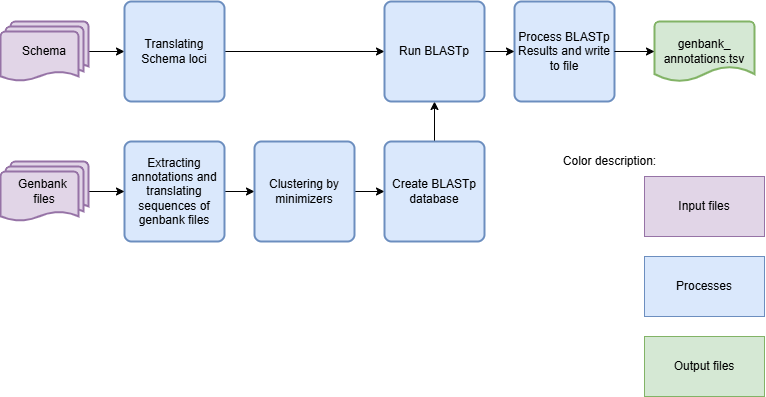 Schema
Translating
Schema loci
Run BLASTp
Process BLASTp
Results and write
to file
genbank_
annotations.tsv
Genbank
files
Extracting
annotations and
translating
sequences of
genbank files
Clustering by
minimizers
Create BLASTp
database
Color description:
Input files
Processes
Output files